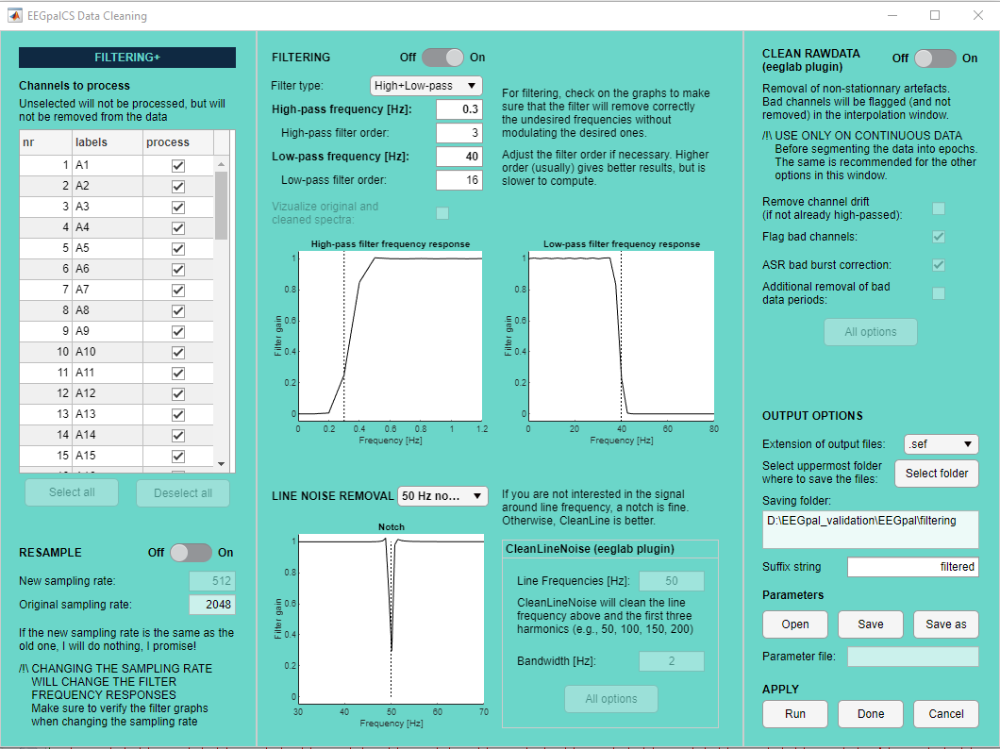 EEGpalCS Data Cleaning
FILTERING+
Channels to process
Unselected will not be processed, but will
not be removed from the data
nr labels process
1 A1
2 A2
3 A3
4 A4
5 A5
6 A6
7 A7
8 A8
9 A9
10 A10
11 A11
12 A12
13 A13
14 A14
15 A15
Select all Deselect all
RESAMPLE Off On
New sampling rate: 512
Original sampling rate: 2048
If the new sampling rate is the same as the
old one, I will do nothing, I promise!
/!\ CHANGING THE SAMPLING RATE
WILL CHANGE THE FILTER
FREQUENCY RESPONSES
Make sure to verify the filter graphs
when changing the sampling rate
FILTERING Off On
Filter type: High+Low-pass
High-pass frequency [Hz]: 0.3
High-pass filter order: 3
Low-pass frequency [Hz]: 40
Low-pass filter order: 16
Vizualize original and
cleaned spectra:
For filtering, check on the graphs to make
sure that the filter will remove correctly
the undesired frequencies without
modulating the desired ones.
Adjust the filter order if necessary. Higher
order (usually) gives better results, but is
slower to compute.
High-pass filter frequency response
Filter gain
1
0.8
0.6
0.4
0.2
0
0 0.2 0.4 0.6 0.8 1 1.2
Frequency [Hz]
Low-pass filter frequency response
Filter gain
1
0.8
0.6
0.4
0.2
0
0 20 40 60 80
Frequency [Hz]
LINE NOISE REMOVAL 50 Hz no...
If you are not interested in the signal
around line frequency, a notch is fine.
Otherwise, CleanLine is better.
Notch
Filter gain
1
0.8
0.6
0.4
0.2
0
30 40 50 60 70
Frequency [Hz]
CleanLineNoise (eeglab plugin)
Line Frequencies [Hz]: 50
CleanLineNoise will clean the line
frequency above and the first three
harmonics (e.g., 50, 100, 150, 200)
Bandwidth [Hz]: 2
All options
CLEAN RAWDATA
(eeglab plugin)
Off On
Removal of non-stationnary artefacts.
Bad channels will be flagged (and not
removed) in the interpolation window.
/!\ USE ONLY ON CONTINUOUS DATA
Before segmenting the data into epochs.
The same is recommended for the other
options in this window.
Remove channel drift
(if not already high-passed):
Flag bad channels:
ASR bad burst correction:
Additional removal of bad
data periods:
All options
OUTPUT OPTIONS
Extension of output files: .sef
Select uppermost folder
where to save the files:
Select folder
Saving folder:
D:\EEGpal_validation\EEGpal\filtering
Suffix string filtered
Parameters
Open Save Save as
Parameter file:
APPLY
Run Done Cancel